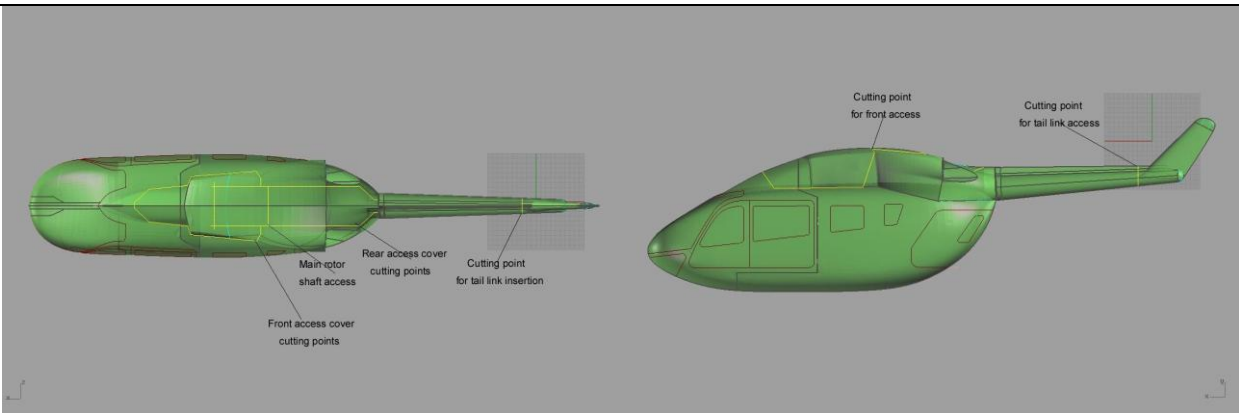 Main rotor
shaft access
Rear access cover
cutting points
Cutting point
for tail link insertion
Front access cover
cutting points
Cutting point
for front access
Cutting point
for tail link access